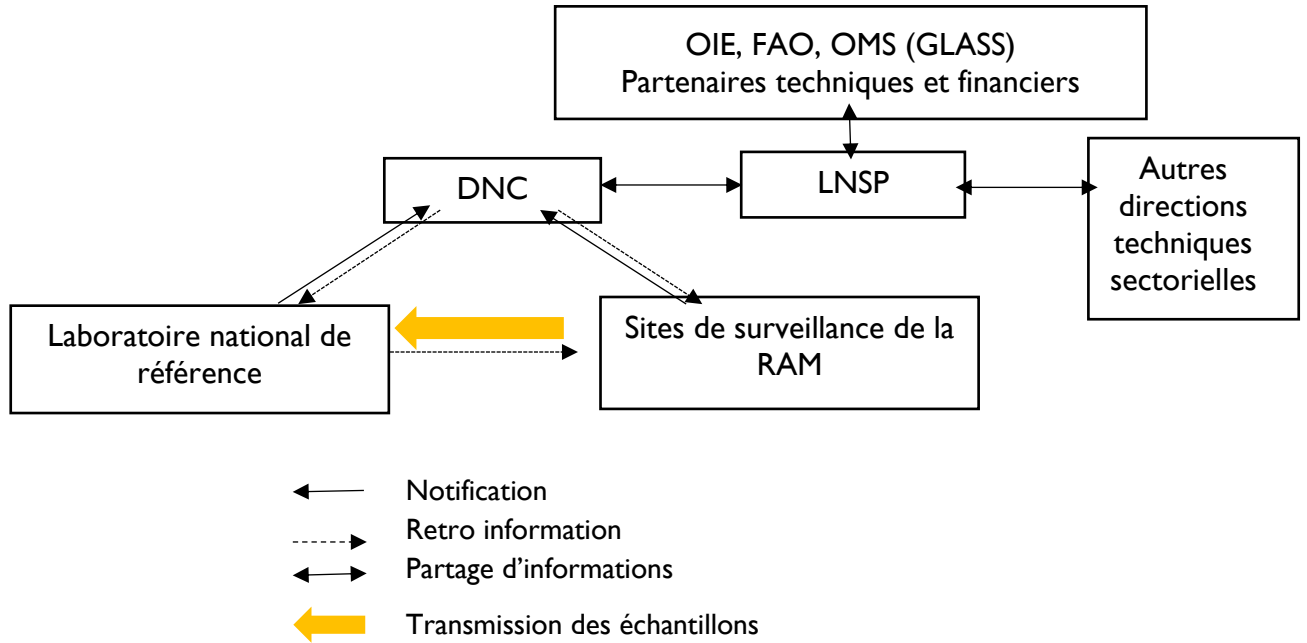 OIE, FAO, OMS (GLASS)
Partenaires techniques et financiers
DNC
LNSP
Autres
directions
techniques
sectorielles
Laboratoire national de
référence
Sites de surveillance de la
RAM
Notification
Retro information
Partage d’informations
Transmission des échantillons